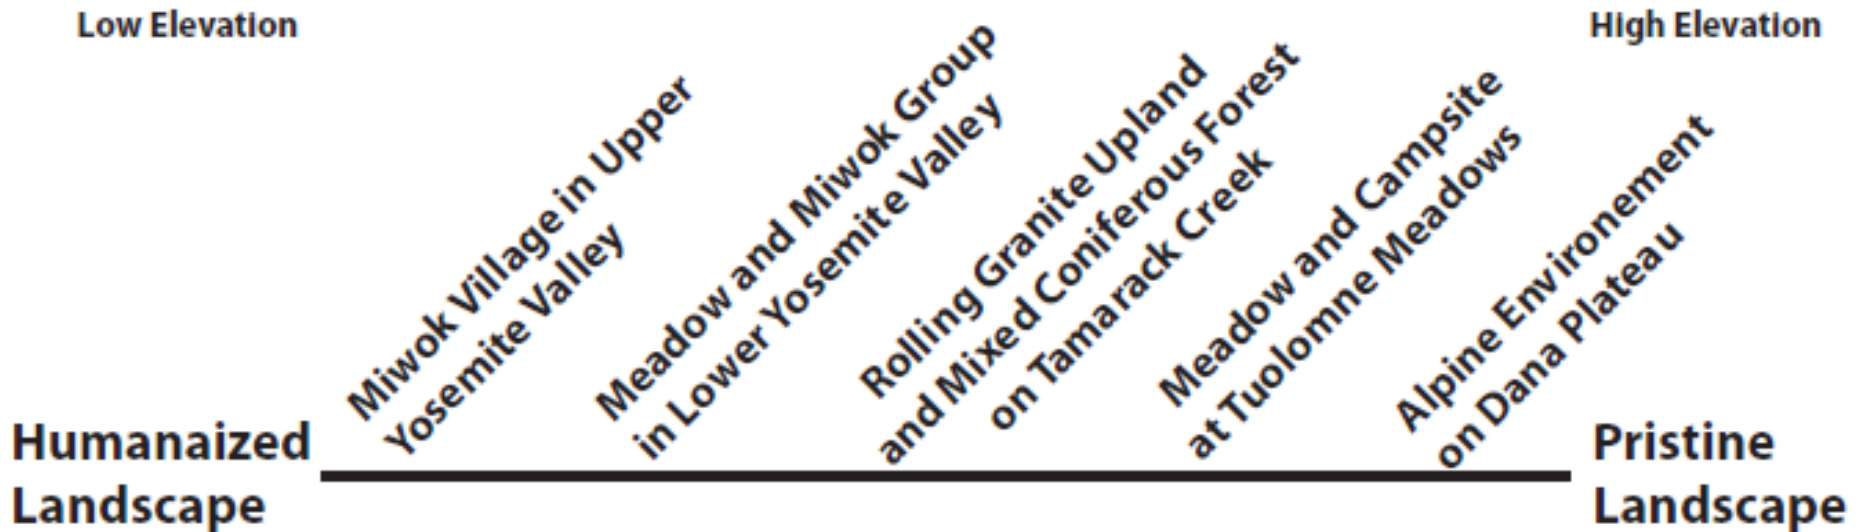 Low Elevation
High Elevation
Miwok Village in Upper
Yosemite Valley
Meadow and Miwok Group
in Lower Yosemite Valley
Rolling Granite Upland
and Mixed Coniferous Forest
on Tamarack Creek
Meadow and Campsite
at Tuolomne Meadows
Alpine Environement
on Dana Plateau
Humanaized
Landscape
Pristine
Landscape